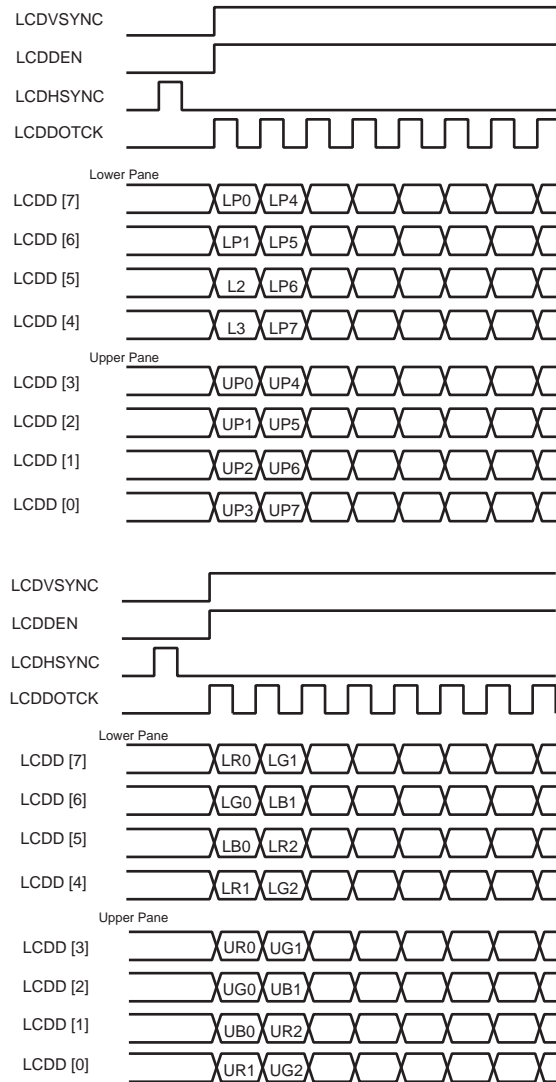 LCDVSYNC
LCDDEN
LCDHSYNC
LCDDOTCK
Lower Pane
LCDD [7] LP0 LP4
LCDD [6] LP1 LP5
LCDD [5] L2 LP6
LCDD [4] L3 LP7
Upper Pane
LCDD [3] UP0 UP4
LCDD [2] UP1 UP5
LCDD [1] UP2 UP6
LCDD [0] UP3 UP7
LCDVSYNC
LCDDEN
LCDHSYNC
LCDDOTCK
Lower Pane
LCDD [7] LR0 LG1
LCDD [6] LG0 LB1
LCDD [5] LB0 LR2
LCDD [4] LR1 LG2
Upper Pane
LCDD [3] UR0 UG1
LCDD [2] UG0 UB1
LCDD [1] UB0 UR2
LCDD [0] UR1 UG2